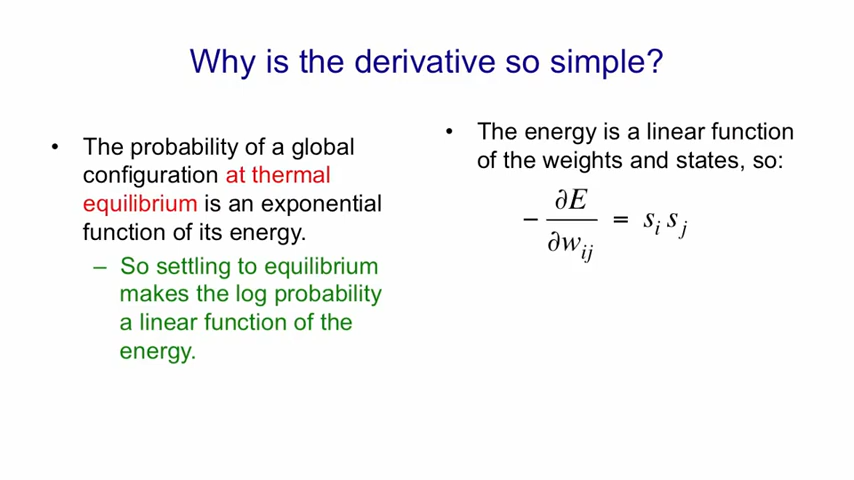 Why is the derivative so simple?
• The probability of a global
configuration at thermal
equilibrium is an exponential
function of its energy.
– So settling to equilibrium
makes the log probability
a linear function of the
energy.
• The energy is a linear function
of the weights and states, so:
− ∂E/∂w_ij = s_i s_j